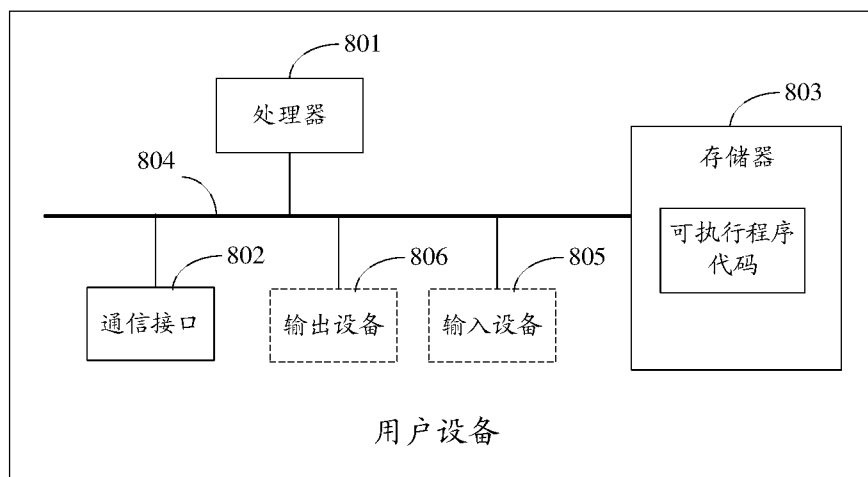 801
处理器
803
存储器
804
可执行程序
代码
802
806
805
通信接口
输出设备
输入设备
用户设备